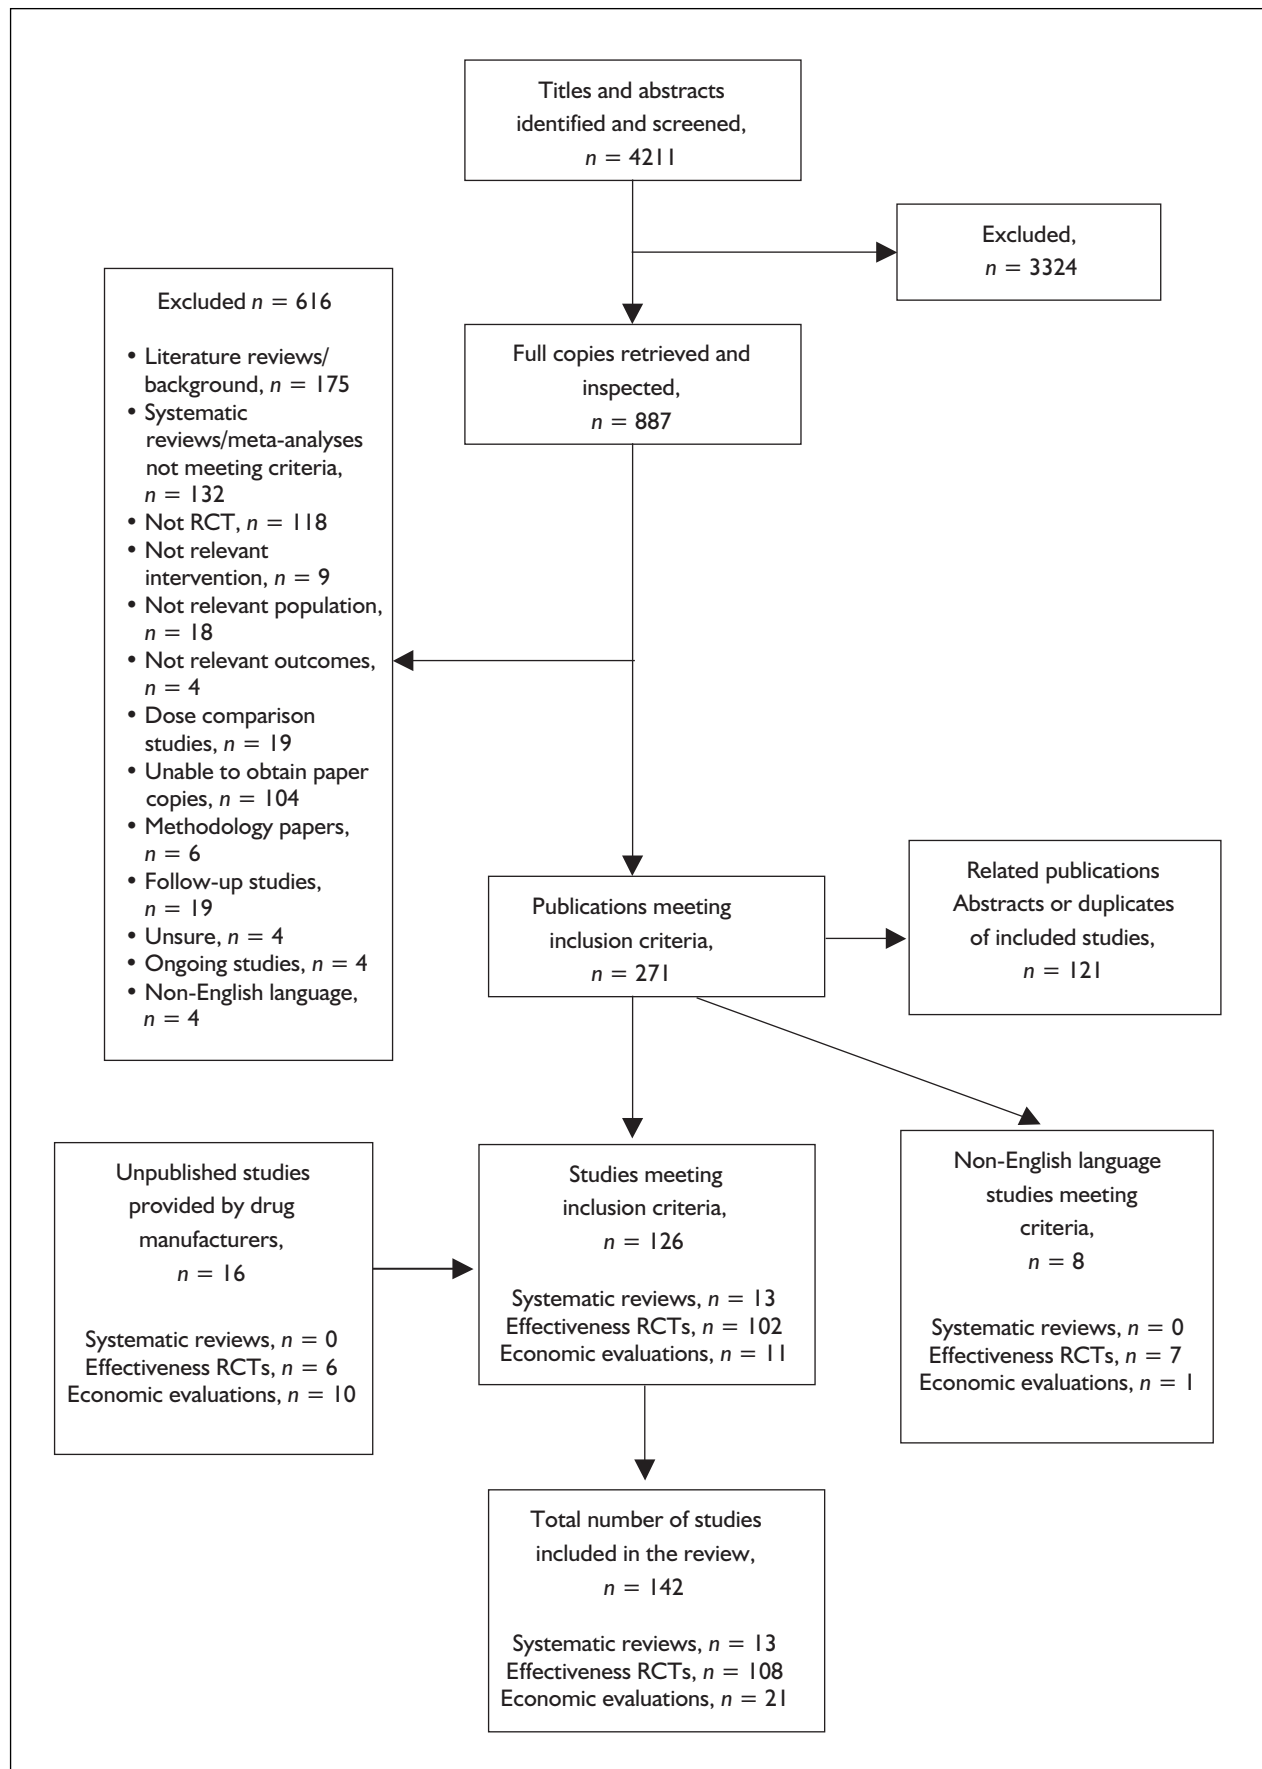 Titles and abstracts
identified and screened,
n = 4211
Excluded,
n = 3324
Full copies retrieved and
inspected,
n = 887
Excluded n = 616
• Literature reviews/
background, n = 175
• Systematic
reviews/meta-analyses
not meeting criteria,
n = 132
• Not RCT, n = 118
• Not relevant
intervention, n = 9
• Not relevant population,
n = 18
• Not relevant outcomes,
n = 4
• Dose comparison
studies, n = 19
• Unable to obtain paper
copies, n = 104
• Methodology papers,
n = 6
• Follow-up studies,
n = 19
• Unsure, n = 4
• Ongoing studies, n = 4
• Non-English language,
n = 4
Publications meeting
inclusion criteria,
n = 271
Related publications
Abstracts or duplicates
of included studies,
n = 121
Unpublished studies
provided by drug
manufacturers,
n = 16
Systematic reviews, n = 0
Effectiveness RCTs, n = 6
Economic evaluations, n = 10
Studies meeting
inclusion criteria,
n = 126
Systematic reviews, n = 13
Effectiveness RCTs, n = 102
Economic evaluations, n = 11
Non-English language
studies meeting
criteria,
n = 8
Systematic reviews, n = 0
Effectiveness RCTs, n = 7
Economic evaluations, n = 1
Total number of studies
included in the review,
n = 142
Systematic reviews, n = 13
Effectiveness RCTs, n = 108
Economic evaluations, n = 21